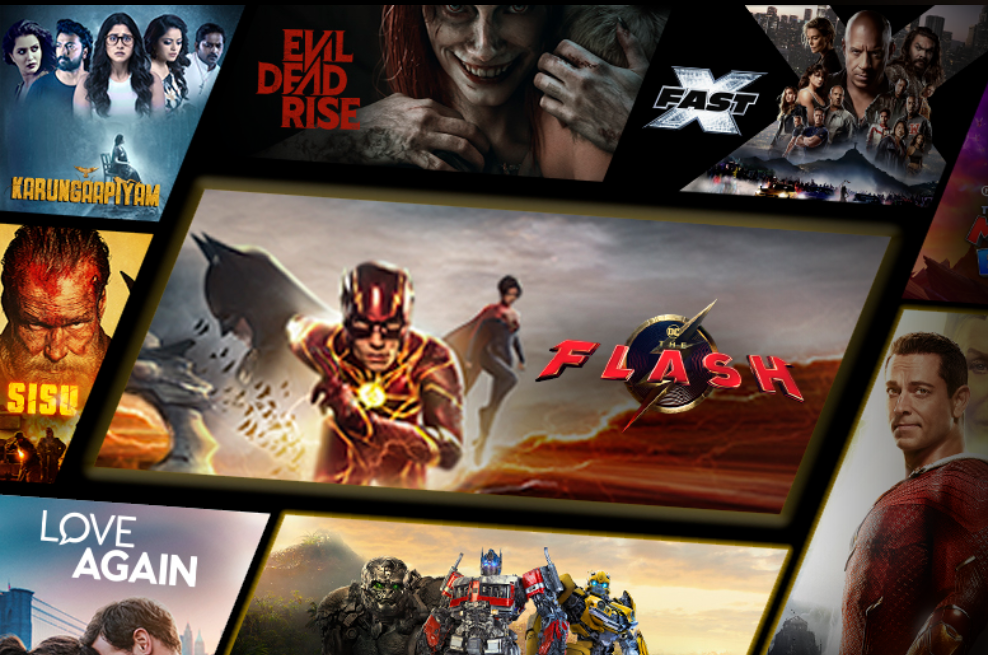 KARUNGAAPIYAM
EVIL
DEAD
RISE
FAST
X
SISU
DC
THE
FLASH
LOVE
AGAIN